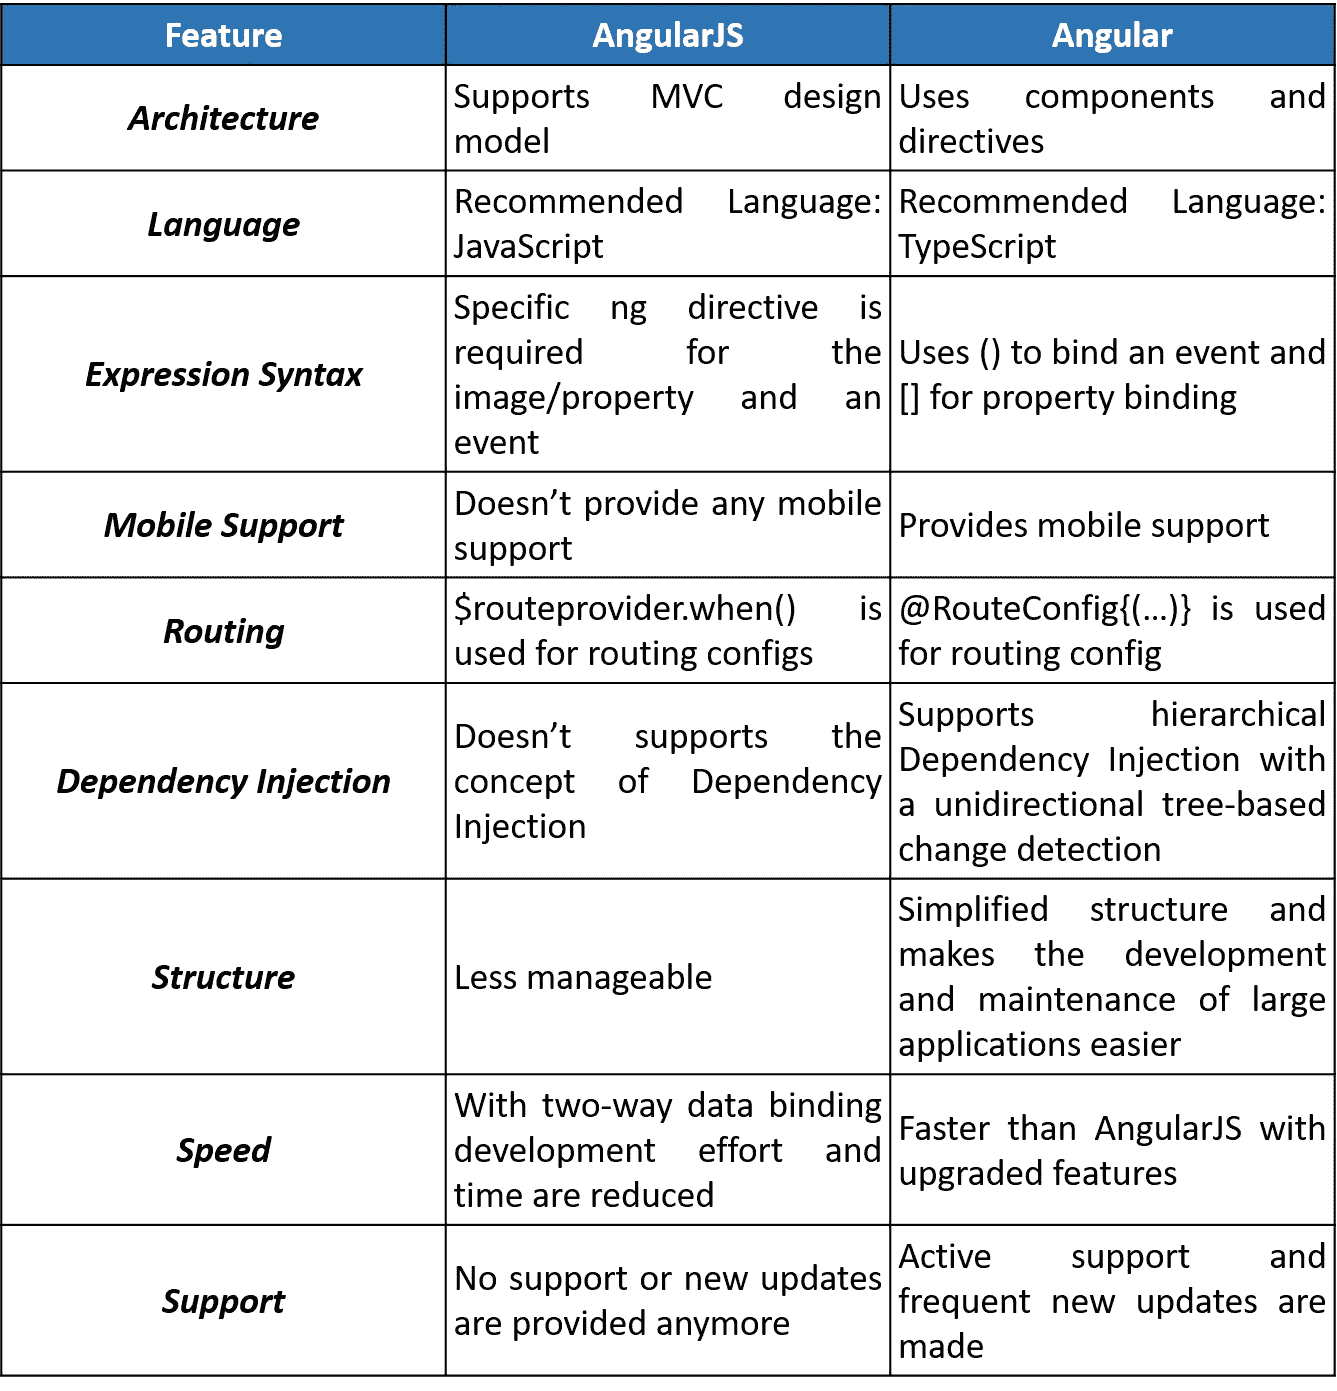 Feature AngularJS Angular
Architecture
Supports MVC design
model
Uses components and
directives
Language
Recommended Language:
JavaScript
Recommended Language:
TypeScript
Expression Syntax
Specific ng directive is
required for the
image/property and an
event
Uses () to bind an event and
[] for property binding
Mobile Support
Doesn’t provide any mobile
support
Provides mobile support
Routing
$routeprovider.when() is
used for routing configs
@RouteConfig{(...)} is used
for routing config
Dependency Injection
Doesn’t supports the
concept of Dependency
Injection
Supports hierarchical
Dependency Injection with
a unidirectional tree-based
change detection
Structure
Less manageable
Simplified structure and
makes the development
and maintenance of large
applications easier
Speed
With two-way data binding
development effort and
time are reduced
Faster than AngularJS with
upgraded features
Support
No support or new updates
are provided anymore
Active support and
frequent new updates are
made